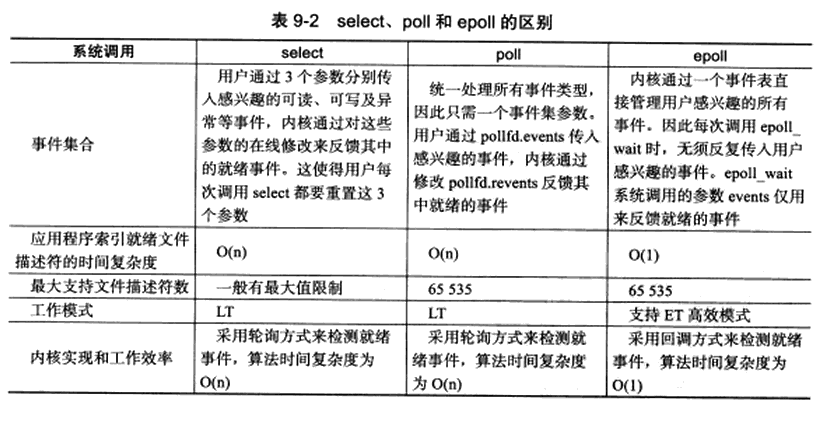 表 9-2 select、poll 和 epoll 的区别
系统调用 select poll epoll
事件集合
用户通过 3 个参数分别传
入感兴趣的可读、可写及异
常等事件，内核通过对这些
参数的在线修改来反馈其中
的就绪事件。这使得用户每
次调用 select 都要重置这 3
个参数
统一处理所有事件类型，
因此只需一个事件集参数。
用户通过 pollfd.events 传入
感兴趣的事件，内核通过
修改 pollfd.revents 反馈其
中就绪的事件
内核通过一个事件表直
接管理用户感兴趣的所有
事件。因此每次调用 epoll_
wait 时，无须反复传入用户
感兴趣的事件。epoll_wait
系统调用的参数 events 仅用
来反馈就绪的事件
应用程序索引就绪文件
描述符的时间复杂度
O(n) O(n) O(1)
最大支持文件描述符数 一般有最大值限制 65 535 65 535
工作模式 LT LT 支持 ET 高效模式
内核实现和工作效率
采用轮询方式来检测就绪
事件，算法时间复杂度为
O(n)
采用轮询方式来检测就
绪事件，算法时间复杂度
为 O(n)
采用回调方式来检测就绪
事件，算法时间复杂度为
O(1)